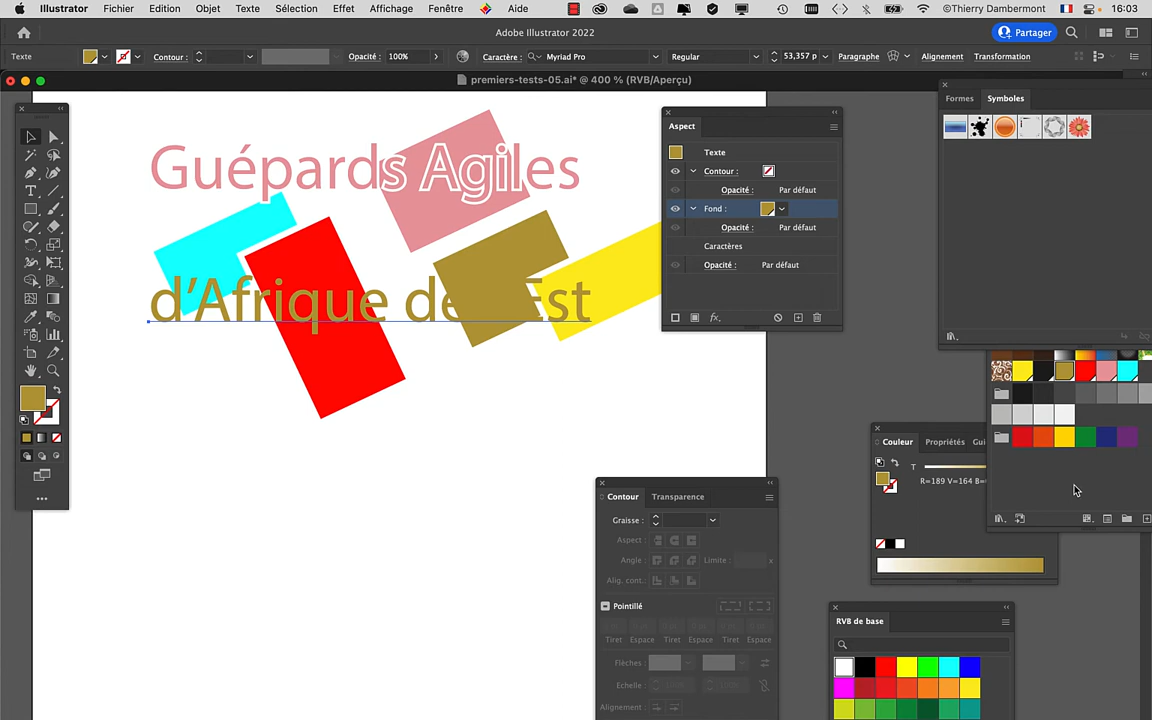 Illustrator Fichier Edition Objet Texte Sélection Effet Affichage Fenêtre Aide ©Thierry Dambermont 16:03
Adobe Illustrator 2022 Partager
Texte Contour : Opacité : 100% Caractère : Myriad Pro Regular 53,357 p Paragraphe Alignement Transformation
premiers-tests-05.ai* @ 400 % (RVB/Aperçu)
Formes Symboles
Aspect
Texte
Contour :
Opacité : Par défaut
Fond :
Opacité : Par défaut
Caractères
Opacité : Par défaut
Guépards Agiles
d’Afrique de Est
Couleur Propriétés Gui
T
R=189 V=164 B=
Contour Transparence
Graisse :
Aspect :
Angle : Limite : x
Alig. cont. :
Pointillé
Tiret Espace Tiret Espace Tiret Espace
Flèches :
Echelle :
Alignement :
RVB de base